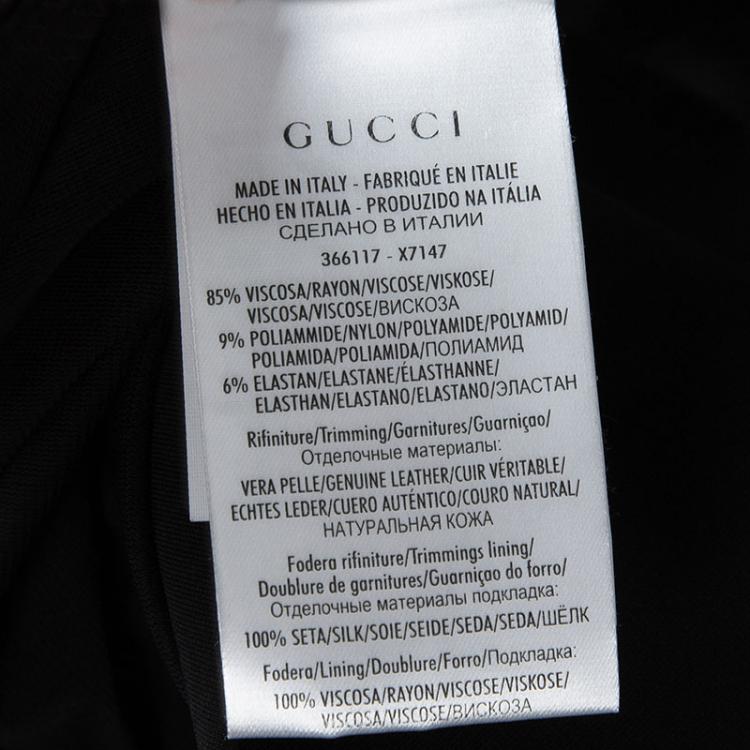 GUCCI
MADE IN ITALY - FABRIQUÉ EN ITALIE
HECHO EN ITALIA - PRODUZIDO NA ITÁLIA
СДЕЛАНО В ИТАЛИИ
366117 - X7147
85% VISCOSA/RAYON/VISCOSE/VISKOSE/
VISCOSA/VISCOSE/ВИСКОЗА
9% POLIAMMIDE/NYLON/POLYAMIDE/POLYAMID/
POLIAMIDA/POLIAMIDA/ПОЛИАМИД
6% ELASTAN/ELASTANE/ÉLASTHANNE/
ELASTHAN/ELASTANO/ELASTANO/ЭЛАСТАН
Rifiniture/Trimming/Garnitures/Guarniçao/
Отделочные материалы:
VERA PELLE/GENUINE LEATHER/CUIR VÉRITABLE/
ECHTES LEDER/CUERO AUTÉNTICO/COURO NATURAL/
НАТУРАЛЬНАЯ КОЖА
Fodera rifiniture/Trimmings lining/
Doublure de garnitures/Guarniçao do forro/
Отделочные материалы подкладка:
100% SETA/SILK/SOIE/SEIDE/SEDA/SEDA/ШЁЛК
Fodera/Lining/Doublure/Forro/Подкладка:
100% VISCOSA/RAYON/VISCOSE/VISKOSE/
VISCOSA/VISCOSE/ВИСКОЗА